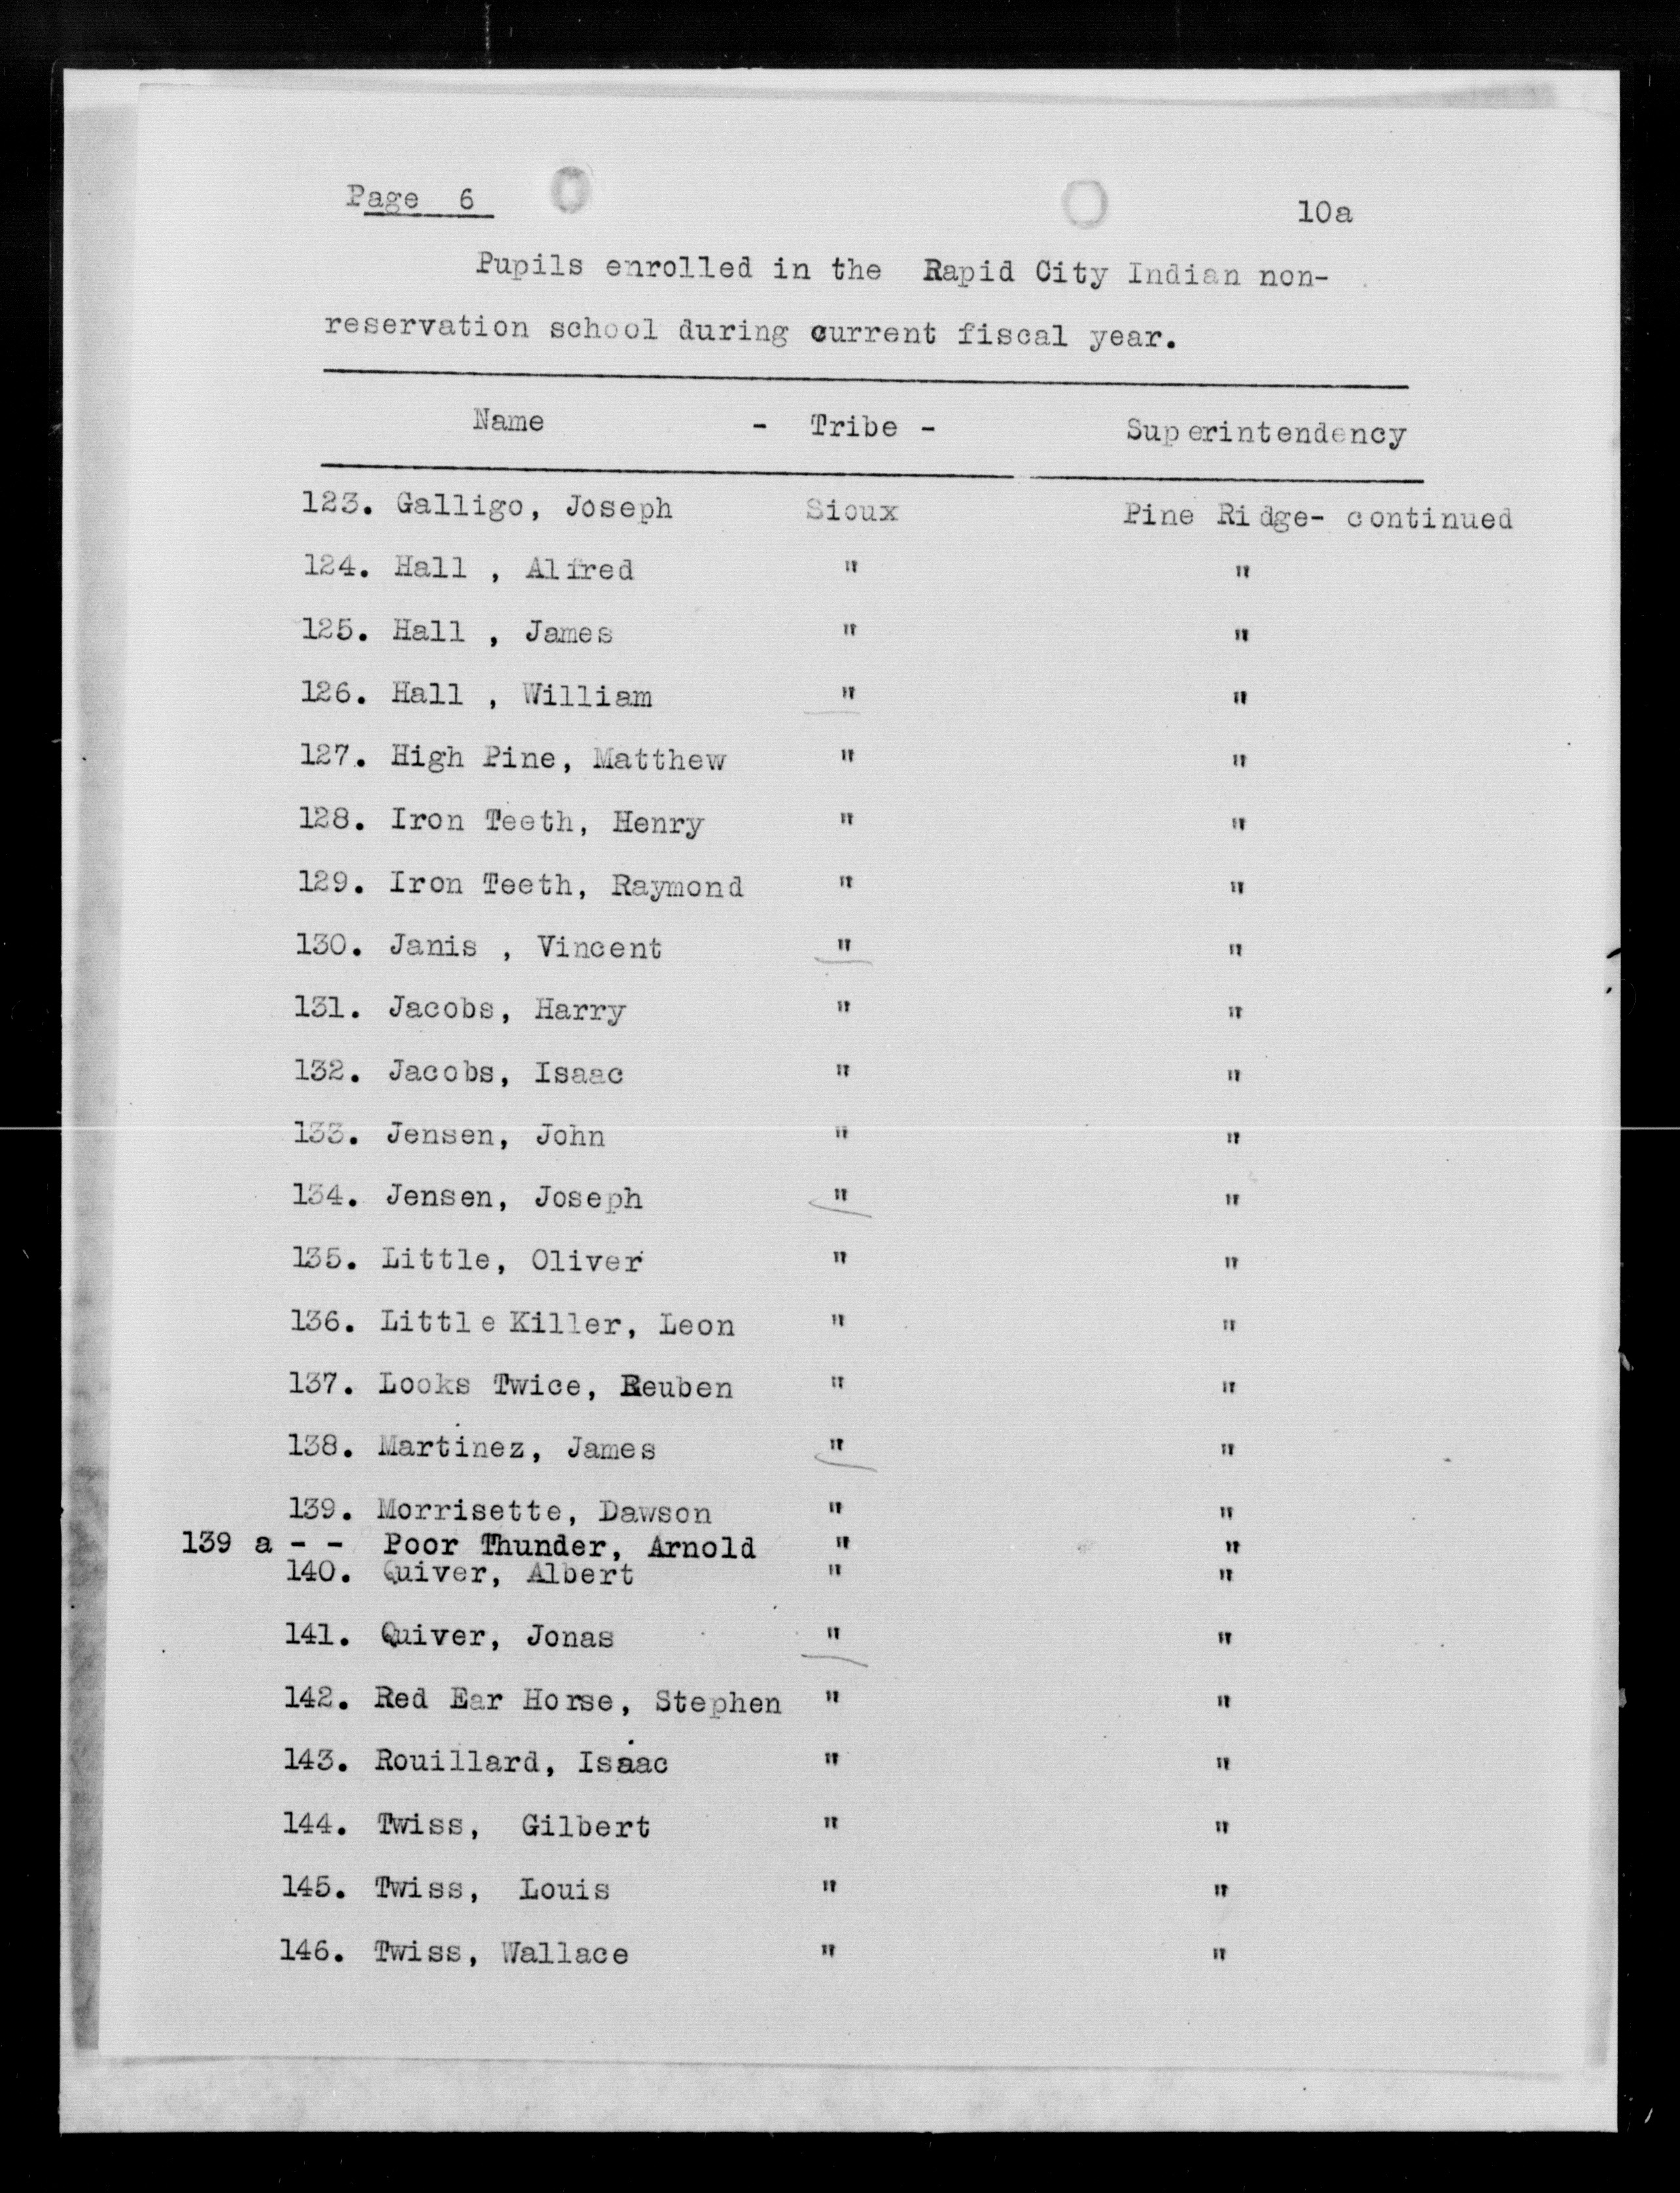 Page 6
10a
Pupils enrolled in the Rapid City Indian non-
reservation school during current fiscal year.
Name - Tribe - Superintendency
123. Galligo, Joseph Sioux Pine Ridge- continued
124. Hall , Alfred " "
125. Hall , James " "
126. Hall , William " "
127. High Pine, Matthew " "
128. Iron Teeth, Henry " "
129. Iron Teeth, Raymond " "
130. Janis , Vincent " "
131. Jacobs, Harry " "
132. Jacobs, Isaac " "
133. Jensen, John " "
134. Jensen, Joseph " "
135. Little, Oliver " "
136. Little Killer, Leon " "
137. Looks Twice, Reuben " "
138. Martinez, James " "
139. Morrisette, Dawson " "
139 a - - Poor Thunder, Arnold " "
140. Quiver, Albert " "
141. Quiver, Jonas " "
142. Red Ear Horse, Stephen " "
143. Rouillard, Isaac " "
144. Twiss, Gilbert " "
145. Twiss, Louis " "
146. Twiss, Wallace " "